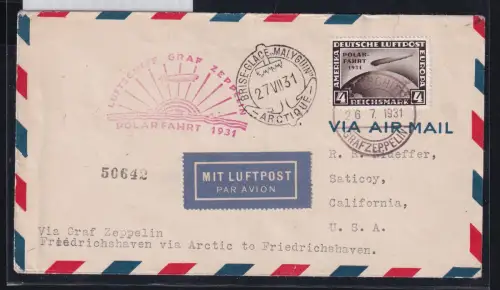 LUFTSCHIFF GRAF ZEPPELIN
POLARFAHRT 1931
BRISE-GLACE „MALYGUIN“
27 VII 31
ARCTIQUE
DEUTSCHE LUFTPOST
AMERIKA
EUROPA
POLAR-
FAHRT
1931
4 REICHSMARK 4
26 7 1931
GRAF ZEPPELIN
VIA AIR MAIL
50642
MIT LUFTPOST
PAR AVION
Saticoy,
California,
U. S. A.
Via Graf Zeppelin
Friedrichshaven via Arctic to Friedrichshaven.